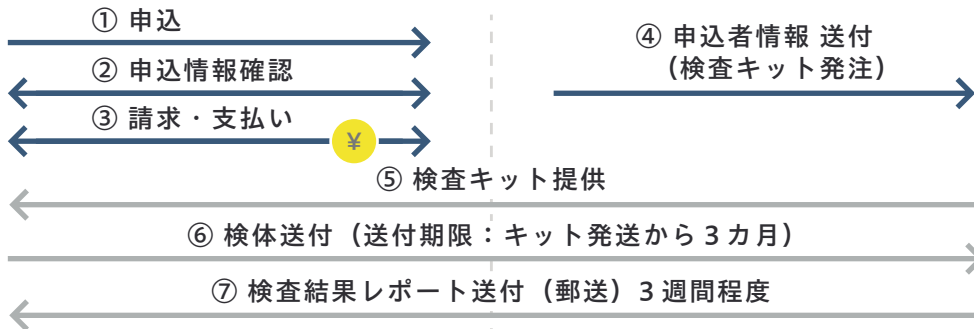 ① 申込
② 申込情報確認
③ 請求・支払い
¥
④ 申込者情報 送付
（検査キット発注）
⑤ 検査キット提供
⑥ 検体送付（送付期限：キット発送から３カ月）
⑦ 検査結果レポート送付（郵送）３週間程度